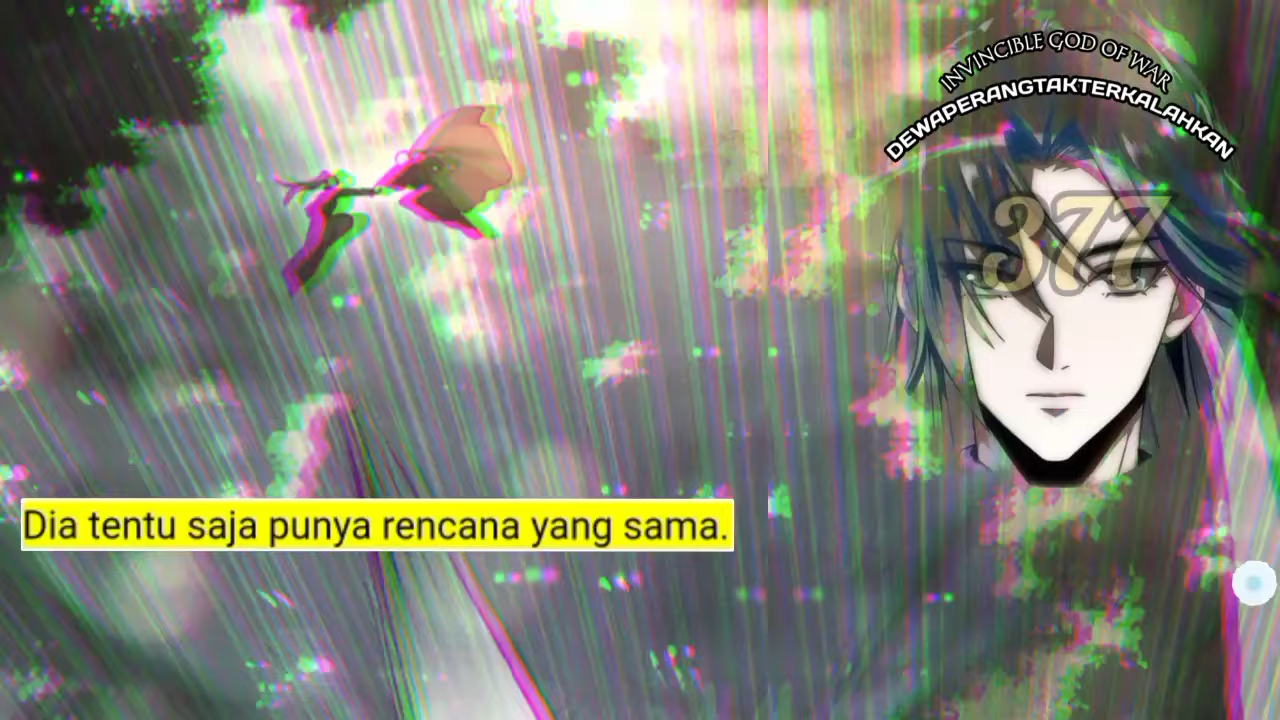 INVINCIBLE GOD OF WAR
DEWAPERANGTAKTERKALAHKAN
377
Dia tentu saja punya rencana yang sama.